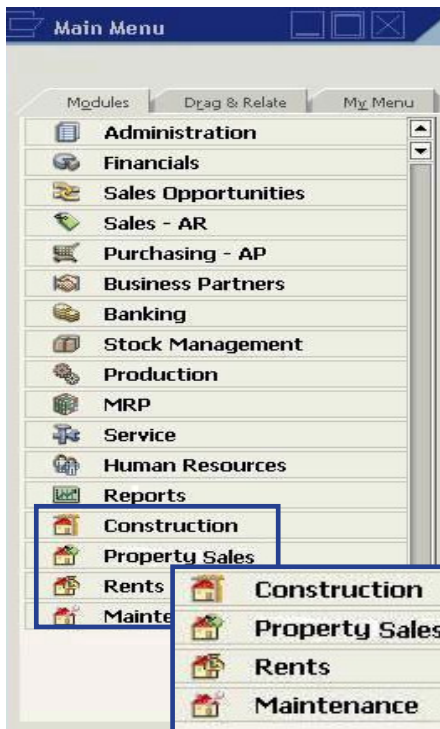 Main Menu
Modules Drag & Relate My Menu
Administration
Financials
Sales Opportunities
Sales - AR
Purchasing - AP
Business Partners
Banking
Stock Management
Production
MRP
Service
Human Resources
Reports
Construction
Property Sales
Rents
Mainte
Construction
Property Sales
Rents
Maintenance